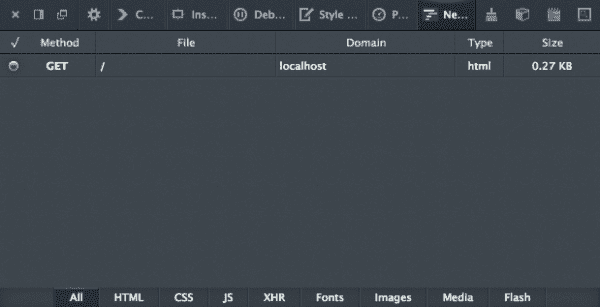 C... Ins... Deb... Style ... P... Ne...
√ Method File Domain Type Size
GET / localhost html 0.27 KB
All HTML CSS JS XHR Fonts Images Media Flash